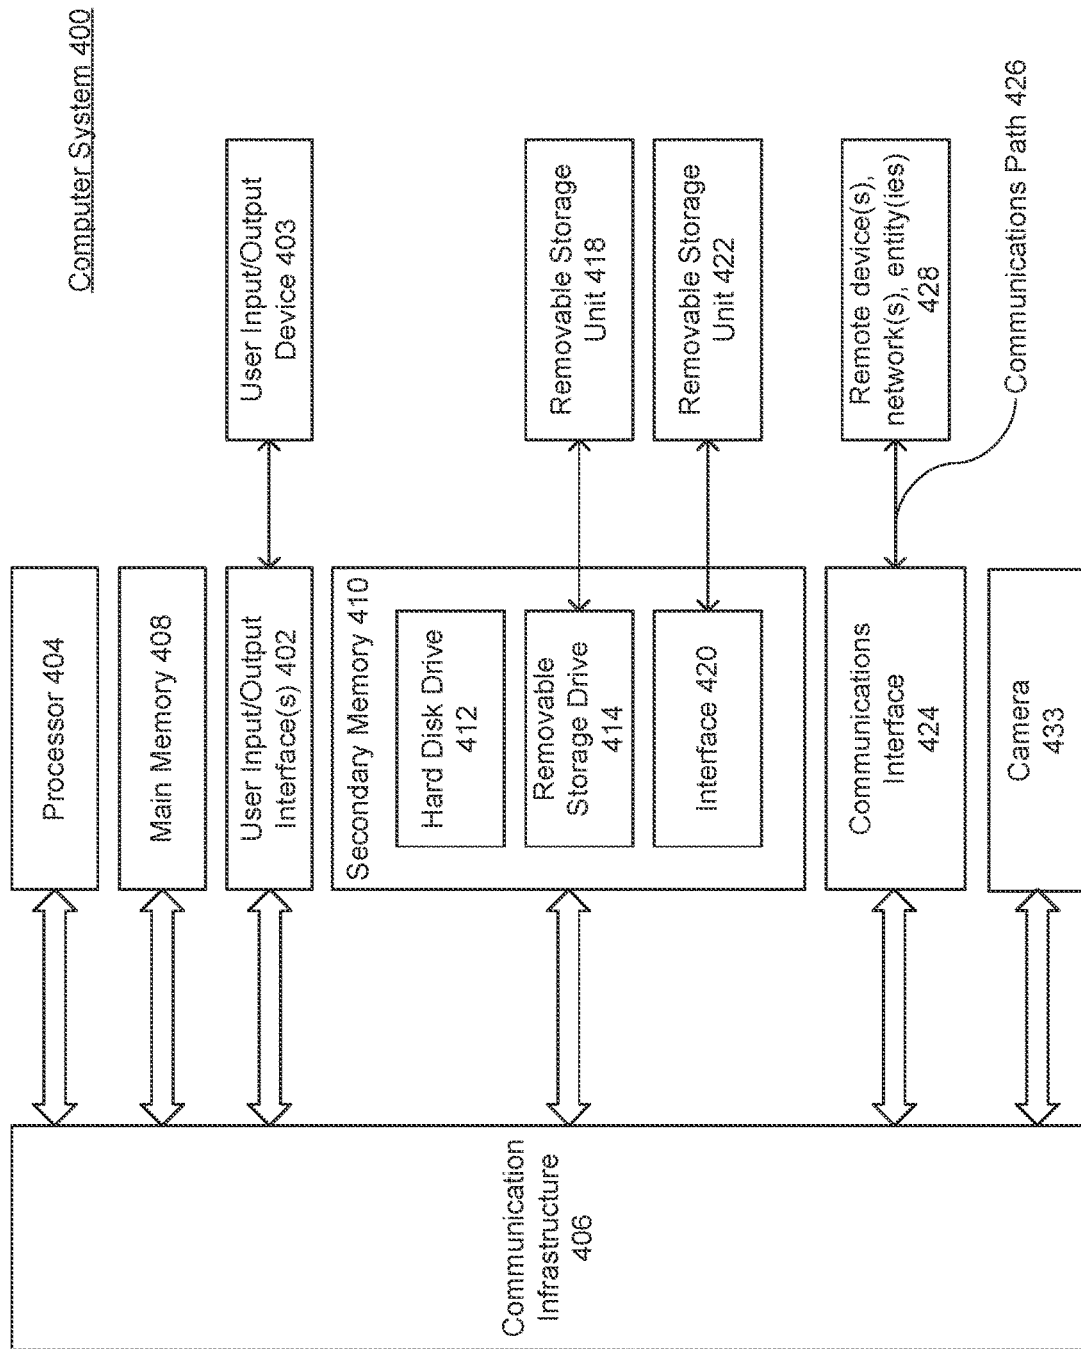 Computer System 400
Processor 404
Main Memory 408
User Input/Output
Interface(s) 402
User Input/Output
Device 403
Secondary Memory 410
Hard Disk Drive
412
Removable
Storage Drive
414
Removable Storage
Unit 418
Interface 420
Removable Storage
Unit 422
Communications
Interface
424
Remote device(s),
network(s), entity(ies)
428
Communications Path 426
Camera
433
Communication
Infrastructure
406